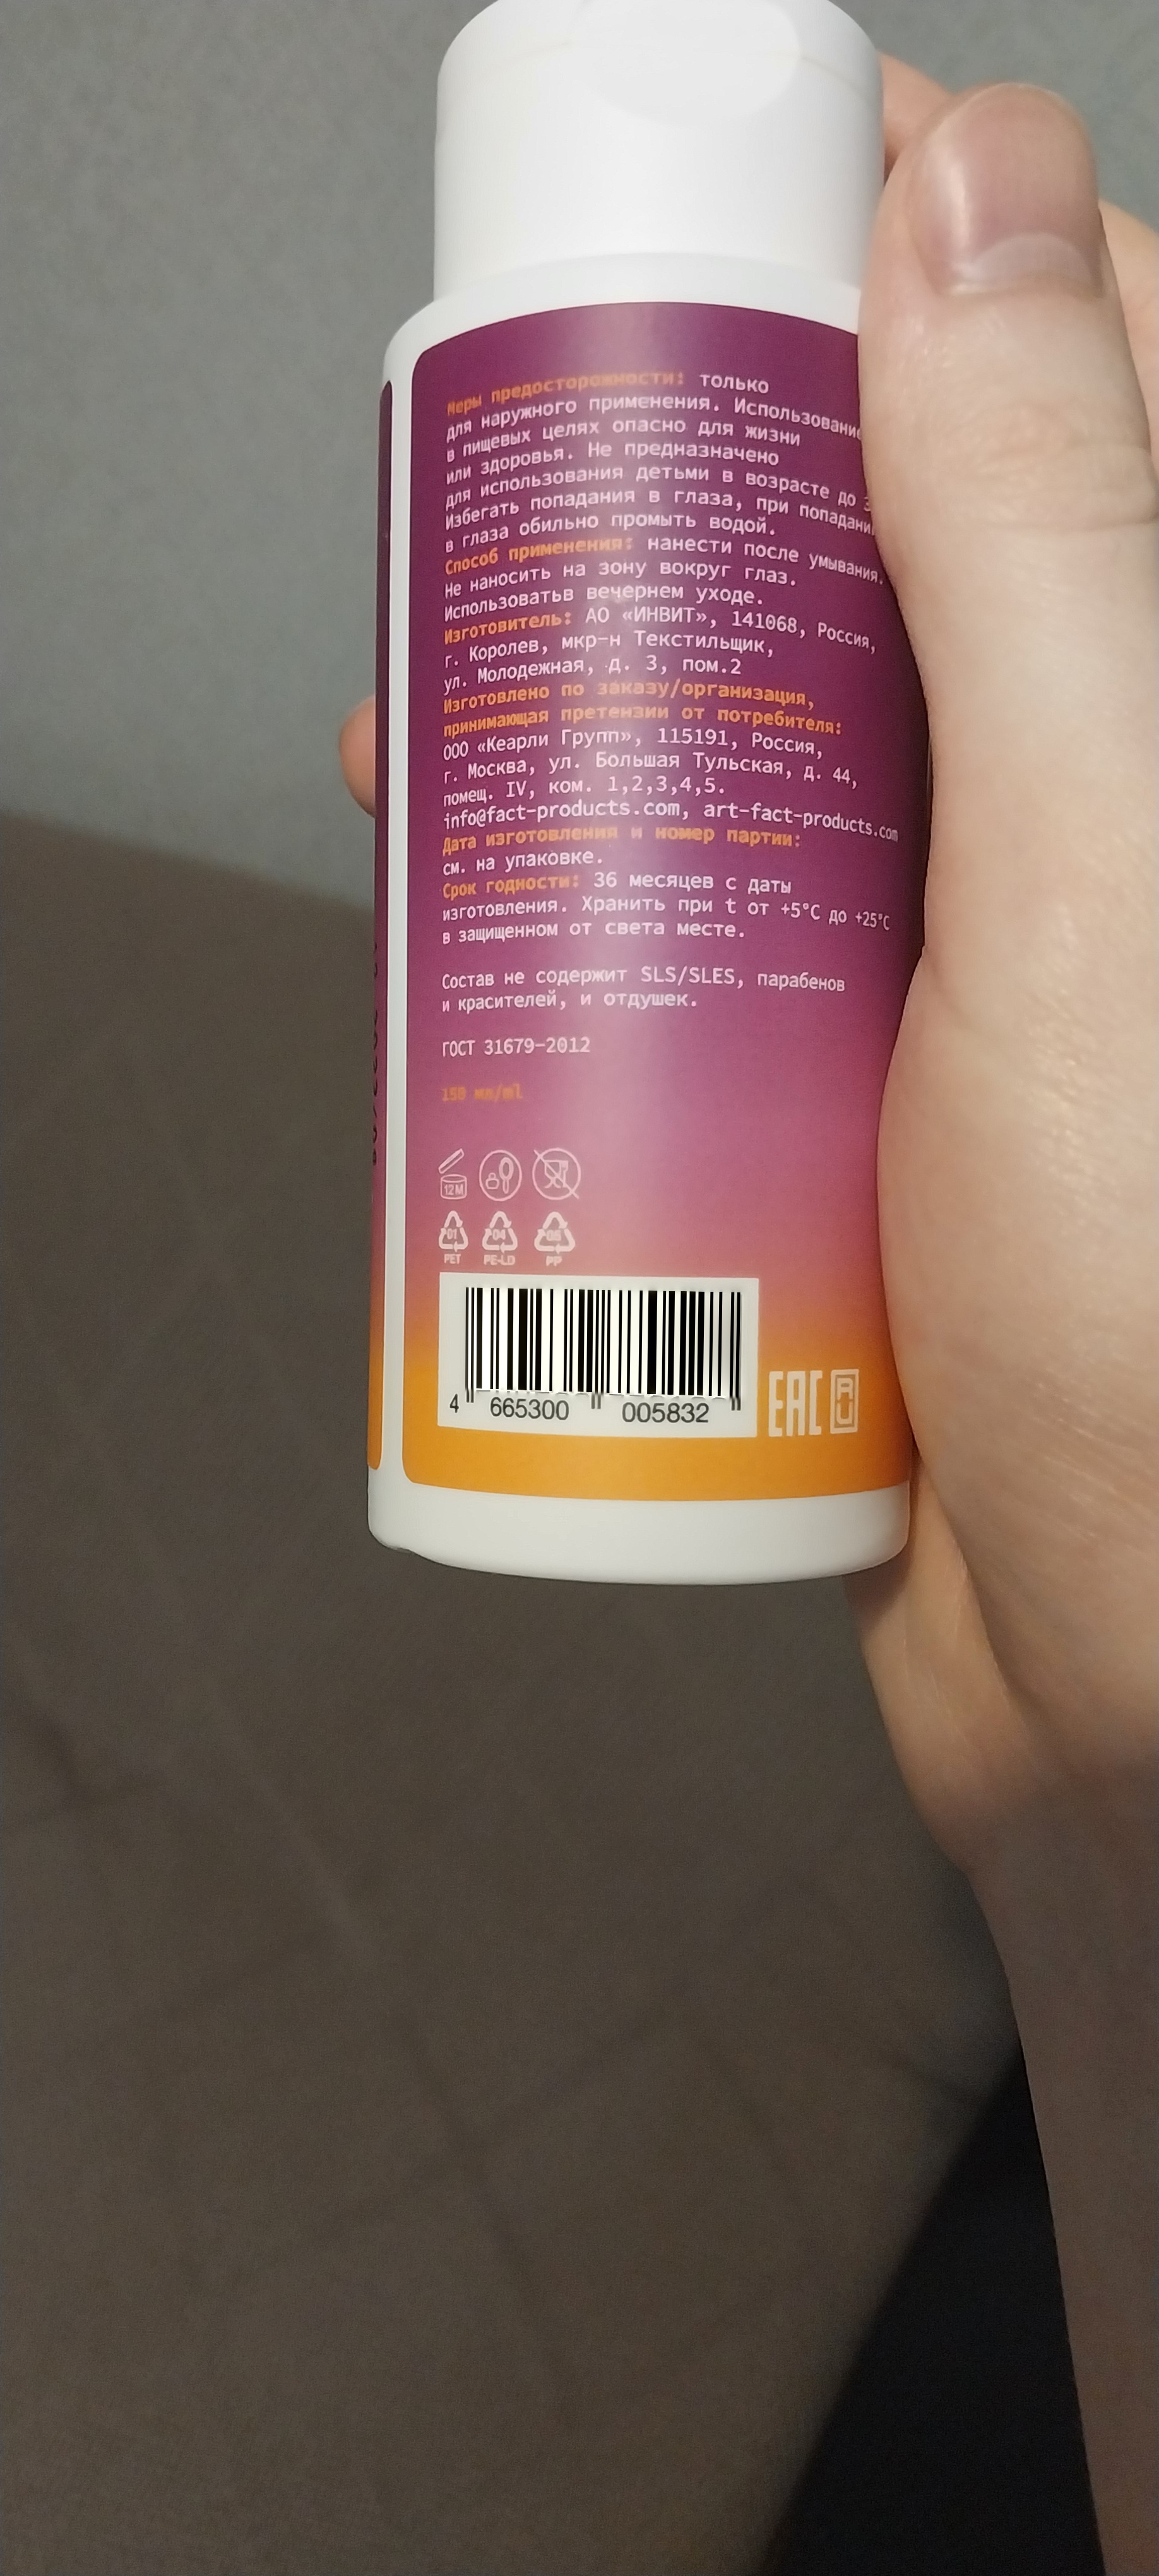 Меры предосторожности: только
для наружного применения. Использование
в пищевых целях опасно для жизни
или здоровья. Не предназначено
для использования детьми в возрасте до 3
Избегать попадания в глаза, при попадании
в глаза обильно промыть водой.
Способ применения: нанести после умывания.
Не наносить на зону вокруг глаз.
Использоватьв вечернем уходе.
Изготовитель: АО «ИНВИТ», 141068, Россия,
г. Королев, мкр-н Текстильщик,
ул. Молодежная, д. 3, пом.2
Изготовлено по заказу/организация,
принимающая претензии от потребителя:
ООО «Кеарли Групп», 115191, Россия,
г. Москва, ул. Большая Тульская, д. 44,
помещ. IV, ком. 1,2,3,4,5.
info@fact-products.com, art-fact-products.com
Дата изготовления и номер партии:
см. на упаковке.
Срок годности: 36 месяцев с даты
изготовления. Хранить при t от +5°C до +25°C
в защищенном от света месте.
Состав не содержит SLS/SLES, парабенов
и красителей, и отдушек.
ГОСТ 31679-2012
150 мл/ml
12M
01 04 05
PET PE-LD PP
4 665300 005832
EAC